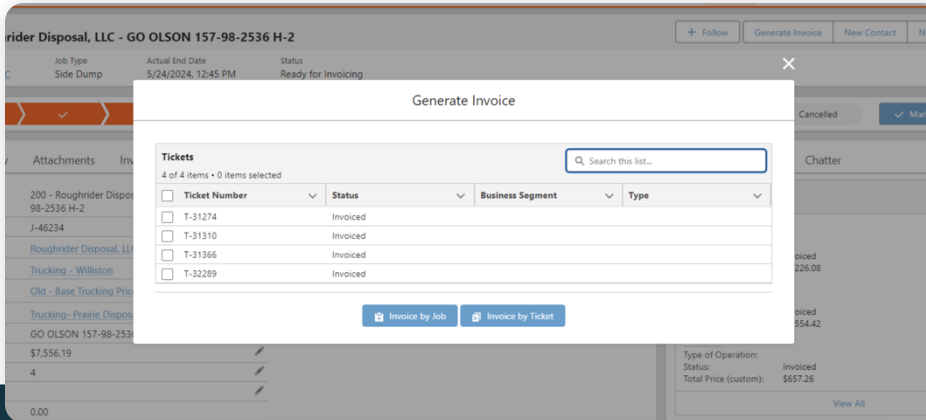 rider Disposal, LLC - GO OLSON 157-98-2536 H-2
Follow
Generate Invoice
New Contact
Job Type
Actual End Date
Status
Side Dump
5/24/2024, 12:45 PM
Ready for Invoicing
Cancelled
Attachments
Chatter
200 - Roughrider Dispos
98-2536 H-2
J-46234
Roughrider Disposal, LL
Trucking - Williston
Old - Base Trucking Pric
Trucking- Prairie Dispos
GO OLSON 157-98-253
$7,556.19
4
0.00
Generate Invoice
Tickets
Search this list...
4 of 4 items • 0 items selected
Ticket Number Status Business Segment Type
T-31274 Invoiced
T-31310 Invoiced
T-31366 Invoiced
T-32289 Invoiced
Invoice by Job Invoice by Ticket
oiced
226.08
oiced
554.42
Type of Operation:
Status: Invoiced
Total Price (custom): $657.26
View All